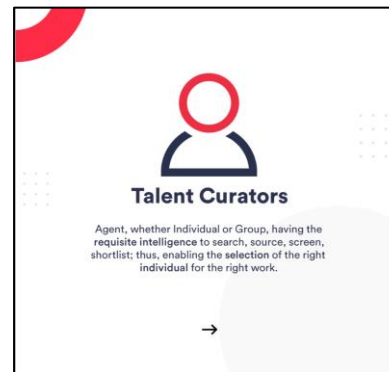 Talent Curators
Agent, whether Individual or Group, having the
requisite intelligence to search, source, screen,
shortlist; thus, enabling the selection of the right
individual for the right work.